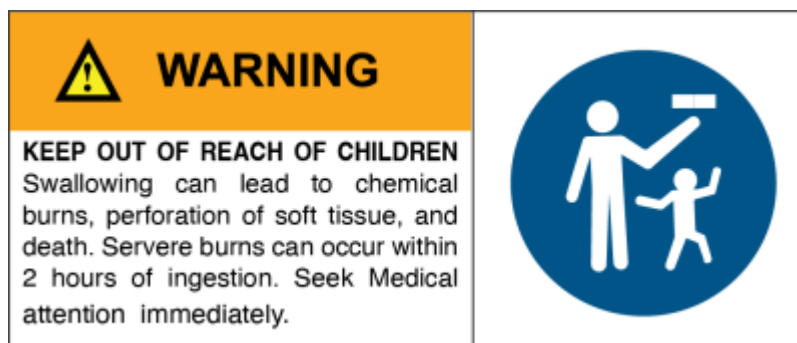 WARNING
KEEP OUT OF REACH OF CHILDREN
Swallowing can lead to chemical
burns, perforation of soft tissue, and
death. Servere burns can occur within
2 hours of ingestion. Seek Medical
attention immediately.